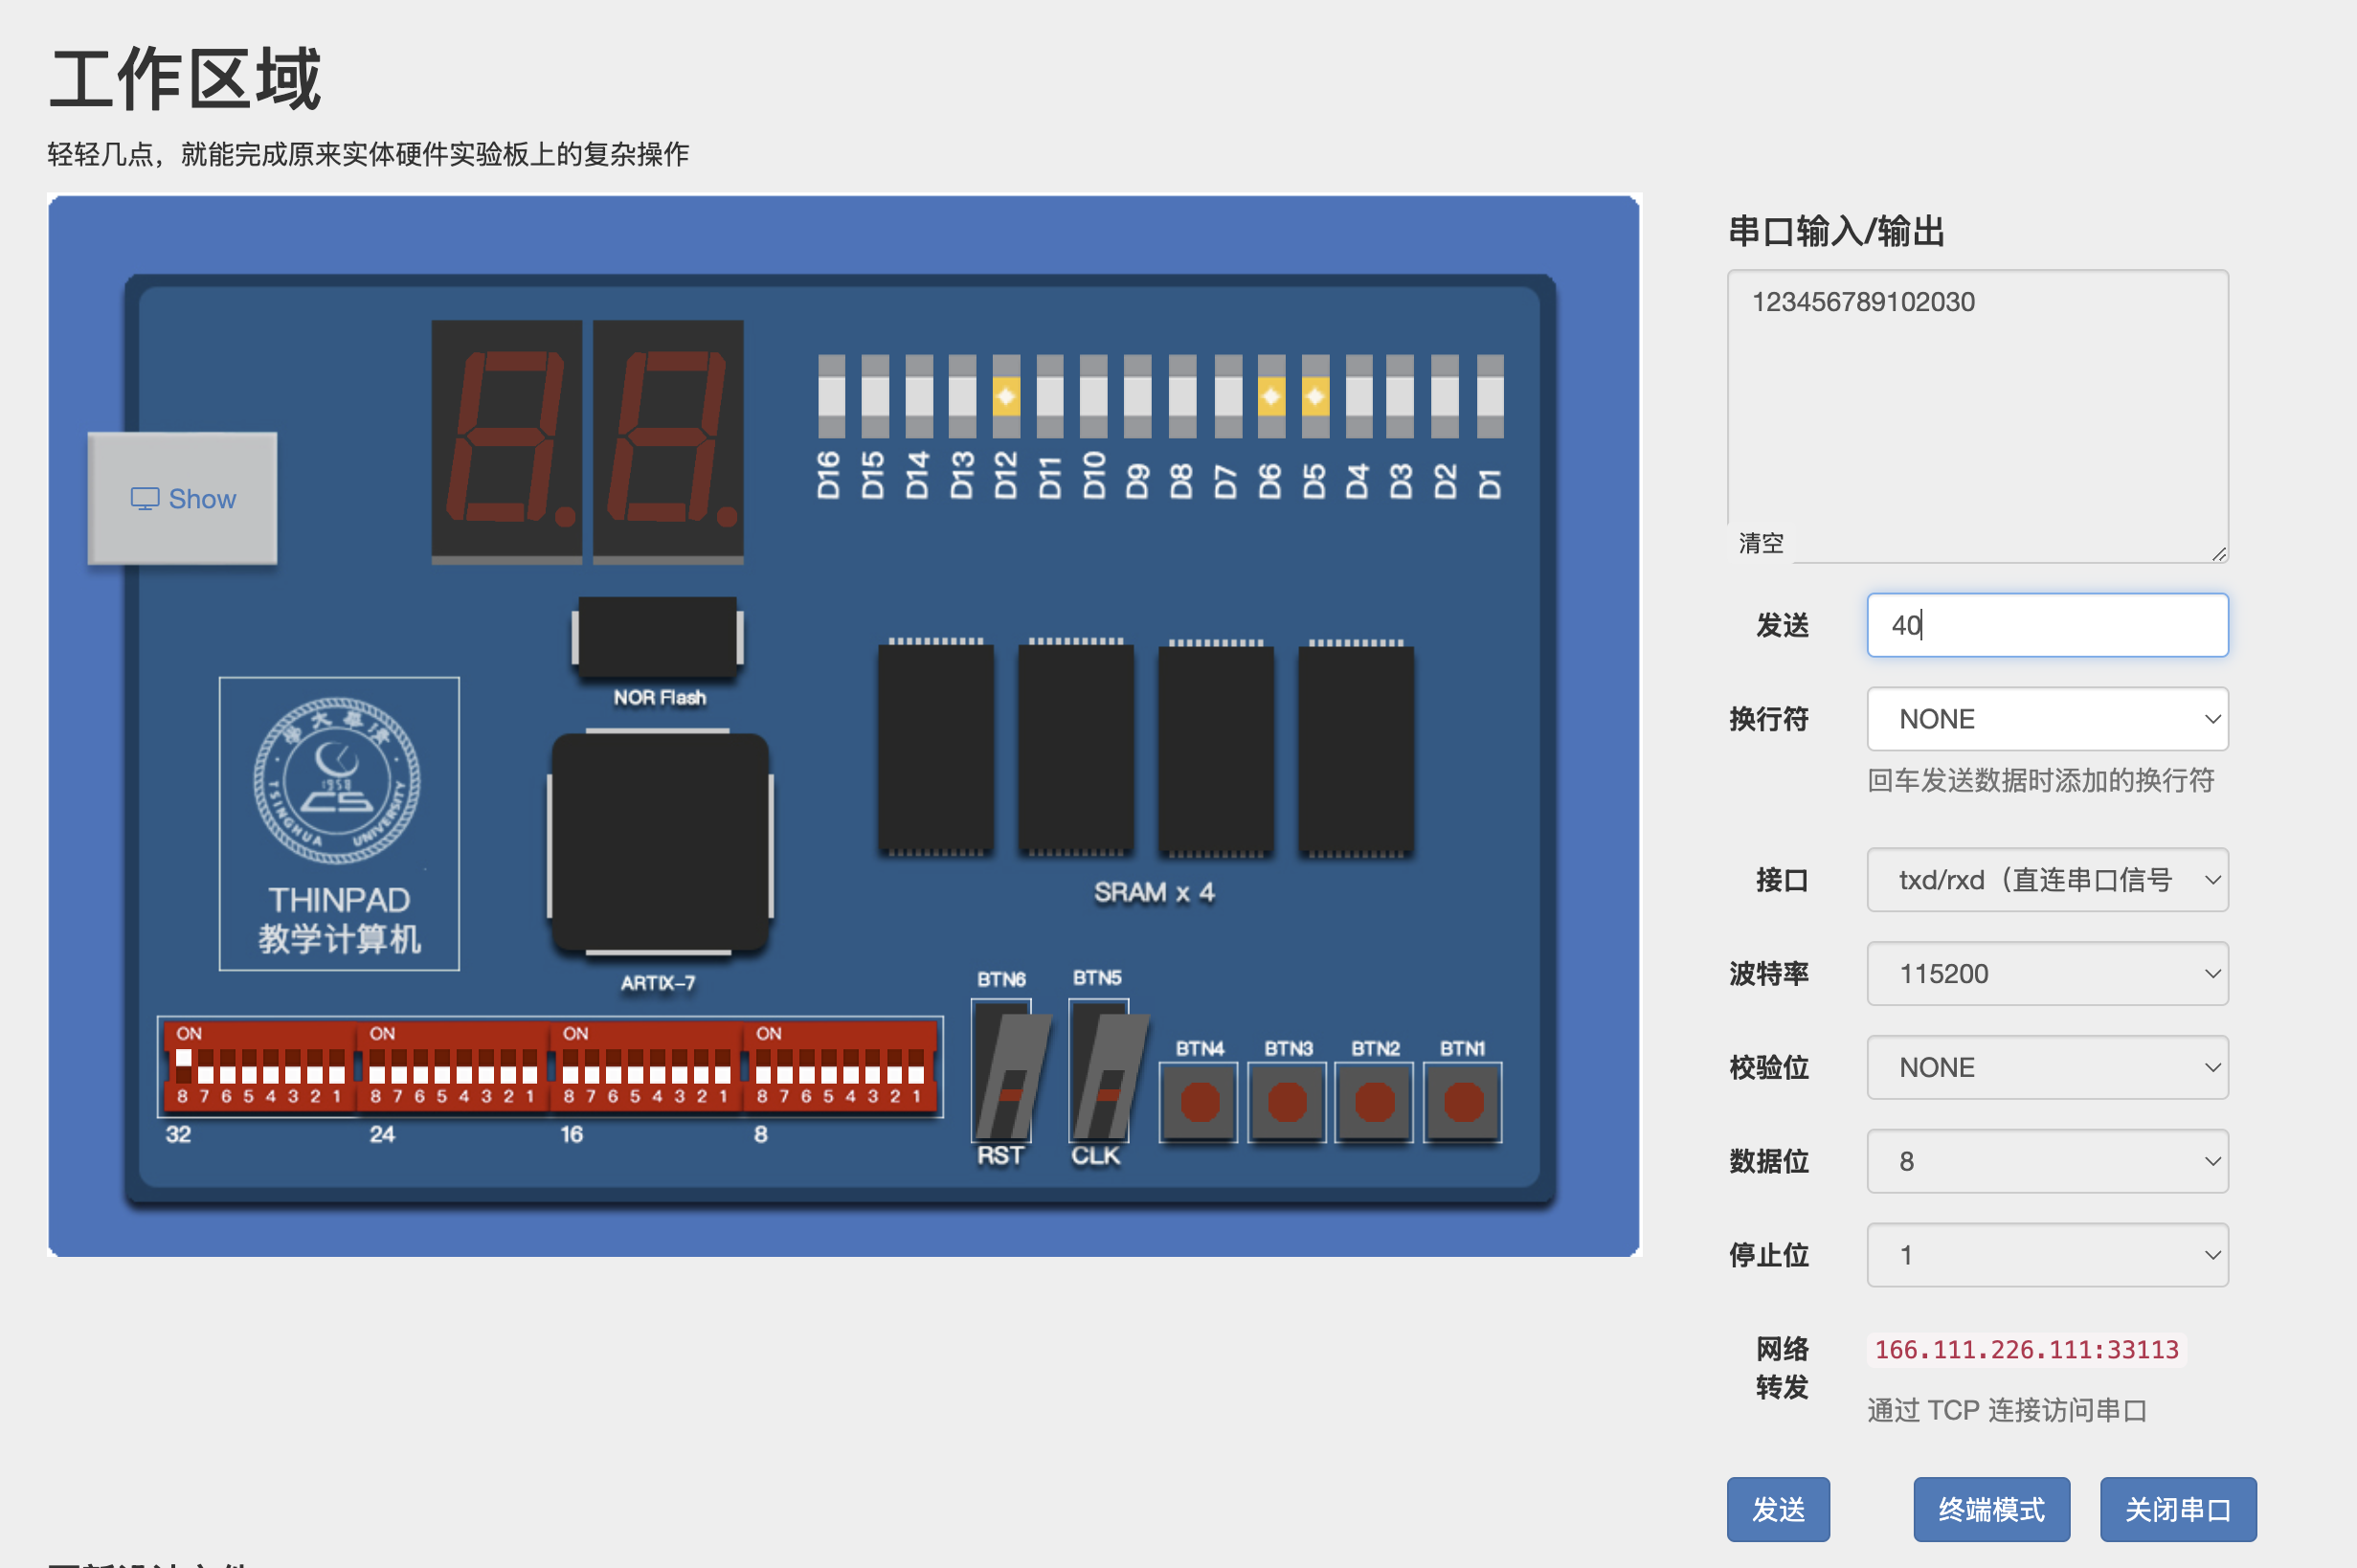 工作区域
轻轻几点，就能完成原来实体硬件实验板上的复杂操作
Show
D16 D15 D14 D13 D12 D11 D10 D9 D8 D7 D6 D5 D4 D3 D2 D1
NOR Flash
1958
CS
TSINGHUA UNIVERSITY
THINPAD
教学计算机
ARTIX-7
SRAM x 4
BTN6 BTN5
BTN4 BTN3 BTN2 BTN1
RST CLK
ON ON ON ON
8 7 6 5 4 3 2 1 8 7 6 5 4 3 2 1 8 7 6 5 4 3 2 1 8 7 6 5 4 3 2 1
32 24 16 8
串口输入/输出
123456789102030
清空
发送 40
换行符 NONE
回车发送数据时添加的换行符
接口 txd/rxd（直连串口信号
波特率 115200
校验位 NONE
数据位 8
停止位 1
网络转发 166.111.226.111:33113
通过 TCP 连接访问串口
发送 终端模式 关闭串口